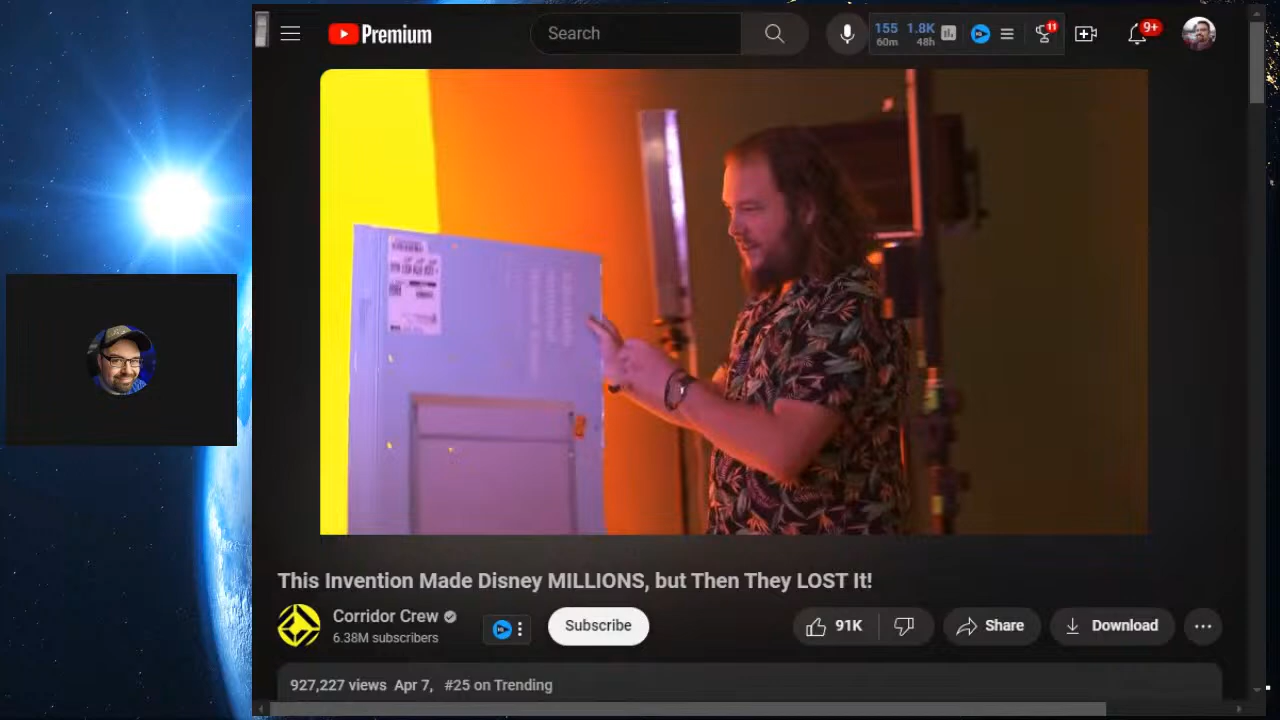 Premium
Search
155 1.8K
60m 48h
11
9+
This Invention Made Disney MILLIONS, but Then They LOST It!
Corridor Crew
6.38M subscribers
Subscribe
91K
Share
Download
927,227 views Apr 7, #25 on Trending